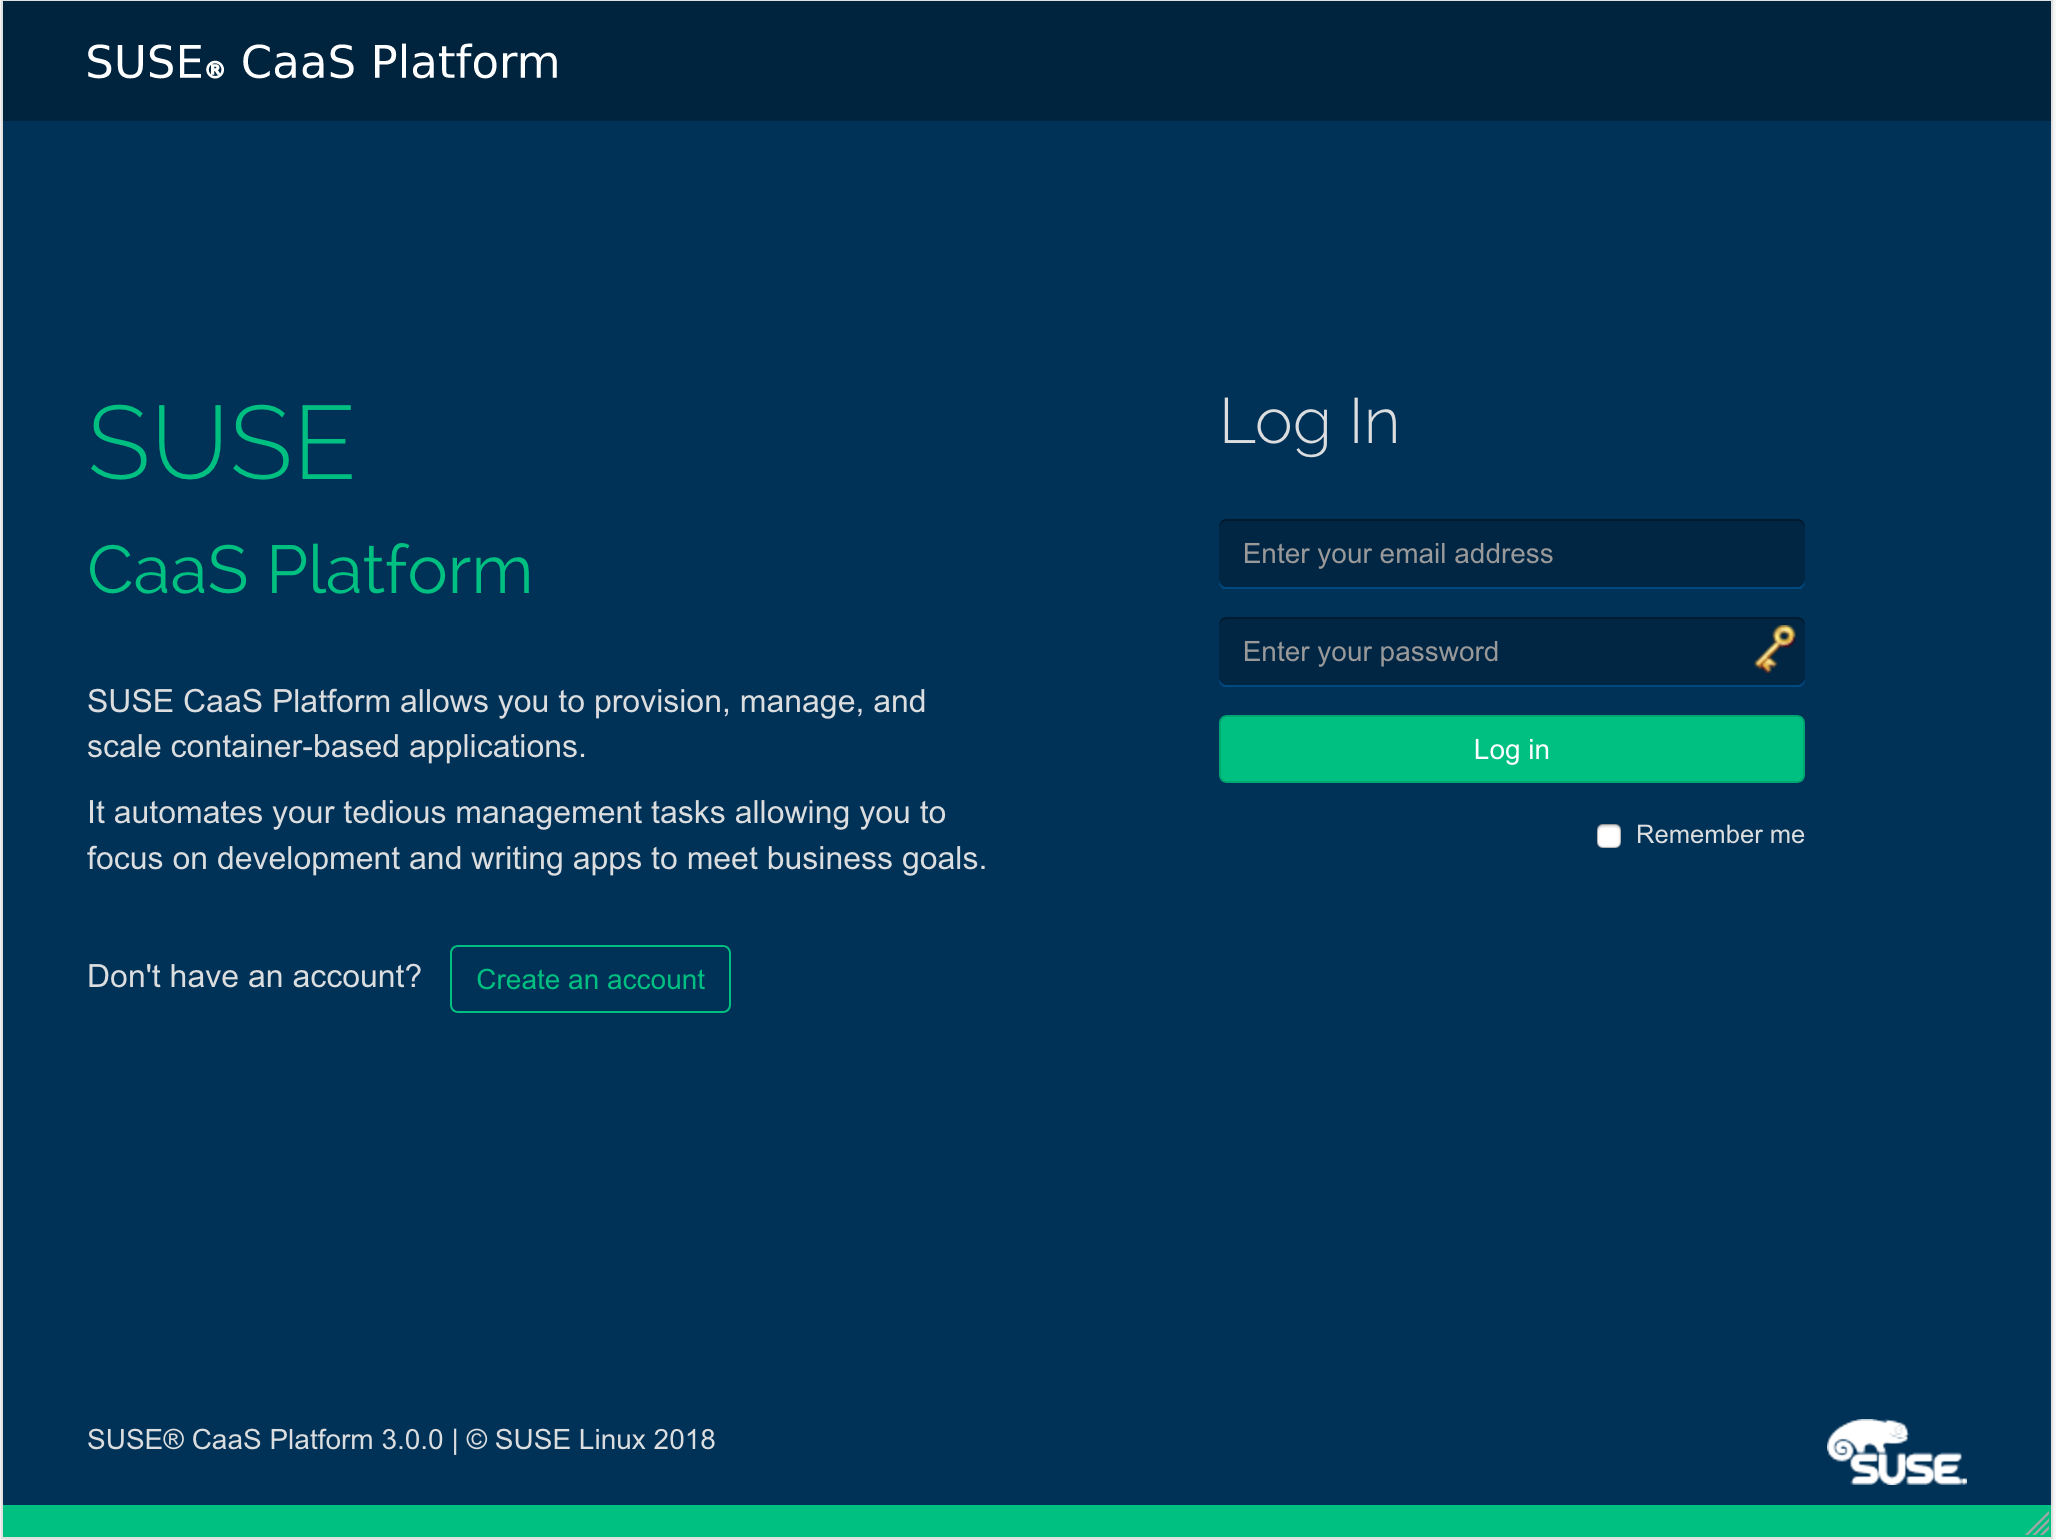 SUSE® CaaS Platform
SUSE
CaaS Platform
SUSE CaaS Platform allows you to provision, manage, and
scale container-based applications.
It automates your tedious management tasks allowing you to
focus on development and writing apps to meet business goals.
Don't have an account?
Create an account
Log In
Enter your email address
Enter your password
Log in
Remember me
SUSE® CaaS Platform 3.0.0 | © SUSE Linux 2018
SUSE